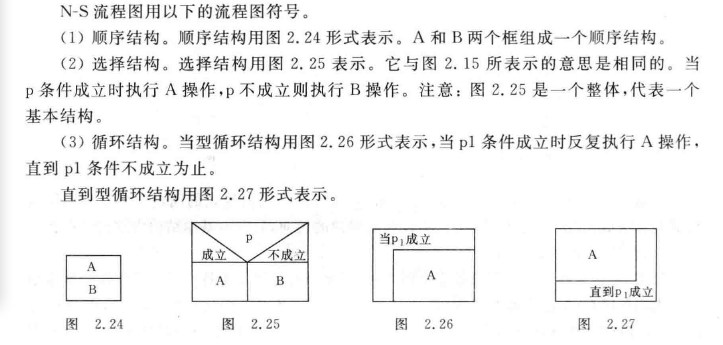 N-S 流程图用以下的流程图符号。
(1) 顺序结构。顺序结构用图 2.24 形式表示。A 和 B 两个框组成一个顺序结构。
(2) 选择结构。选择结构用图 2.25 表示。它与图 2.15 所表示的意思是相同的。当
p 条件成立时执行 A 操作,p 不成立则执行 B 操作。注意：图 2.25 是一个整体,代表一个
基本结构。
(3) 循环结构。当型循环结构用图 2.26 形式表示,当 p1 条件成立时反复执行 A 操作,
直到 p1 条件不成立为止。
直到型循环结构用图 2.27 形式表示。
A
B
图 2.24
p
成立 不成立
A B
图 2.25
当p₁成立
A
图 2.26
A
直到p₁成立
图 2.27